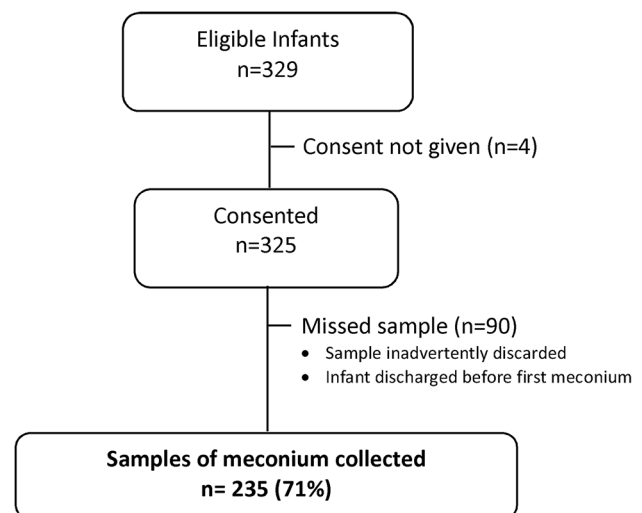 Eligible Infants
n=329
Consent not given (n=4)
Consented
n=325
Missed sample (n=90)
• Sample inadvertently discarded
• Infant discharged before first meconium
Samples of meconium collected
n= 235 (71%)